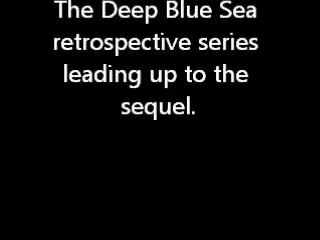 The Deep Blue Sea
retrospective series
leading up to the
sequel.